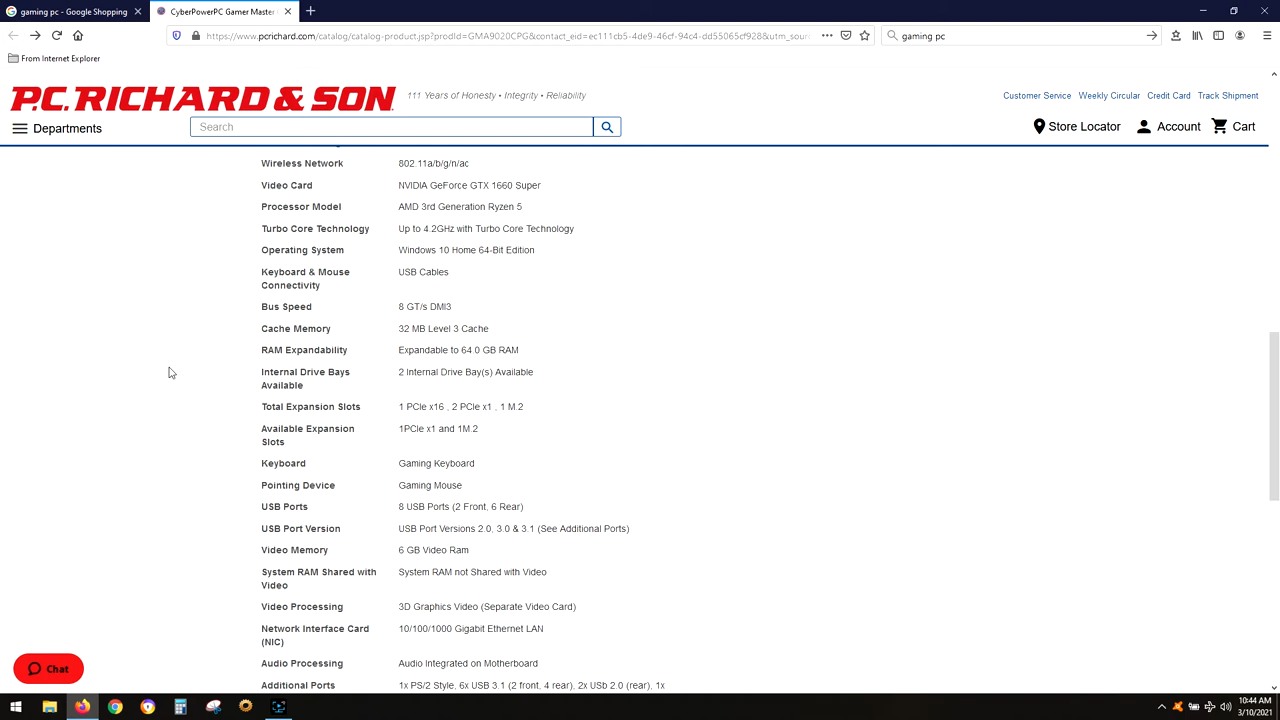 gaming pc - Google Shopping
CyberPowerPC Gamer Master
https://www.pcrichard.com/catalog/catalog-product.jsp?prodId=GMA9020CPG&contact_eid=ec111cb5-4de9-46cf-94c4-dd55065cf928&utm_sour
gaming pc
From Internet Explorer
P.C. RICHARD & SON
111 Years of Honesty • Integrity • Reliability
Customer Service Weekly Circular Credit Card Track Shipment
Departments
Search
Store Locator Account Cart
Wireless Network 802.11a/b/g/n/ac
Video Card NVIDIA GeForce GTX 1660 Super
Processor Model AMD 3rd Generation Ryzen 5
Turbo Core Technology Up to 4.2GHz with Turbo Core Technology
Operating System Windows 10 Home 64-Bit Edition
Keyboard & Mouse USB Cables
Connectivity
Bus Speed 8 GT/s DMI3
Cache Memory 32 MB Level 3 Cache
RAM Expandability Expandable to 64.0 GB RAM
Internal Drive Bays 2 Internal Drive Bay(s) Available
Available
Total Expansion Slots 1 PCIe x16 , 2 PCIe x1 , 1 M.2
Available Expansion 1PCIe x1 and 1M.2
Slots
Keyboard Gaming Keyboard
Pointing Device Gaming Mouse
USB Ports 8 USB Ports (2 Front, 6 Rear)
USB Port Version USB Port Versions 2.0, 3.0 & 3.1 (See Additional Ports)
Video Memory 6 GB Video Ram
System RAM Shared with System RAM not Shared with Video
Video
Video Processing 3D Graphics Video (Separate Video Card)
Network Interface Card 10/100/1000 Gigabit Ethernet LAN
(NIC)
Audio Processing Audio Integrated on Motherboard
Additional Ports 1x PS/2 Style, 6x USB 3.1 (2 front, 4 rear), 2x USb 2.0 (rear), 1x
Chat
10:44 AM
3/10/2021